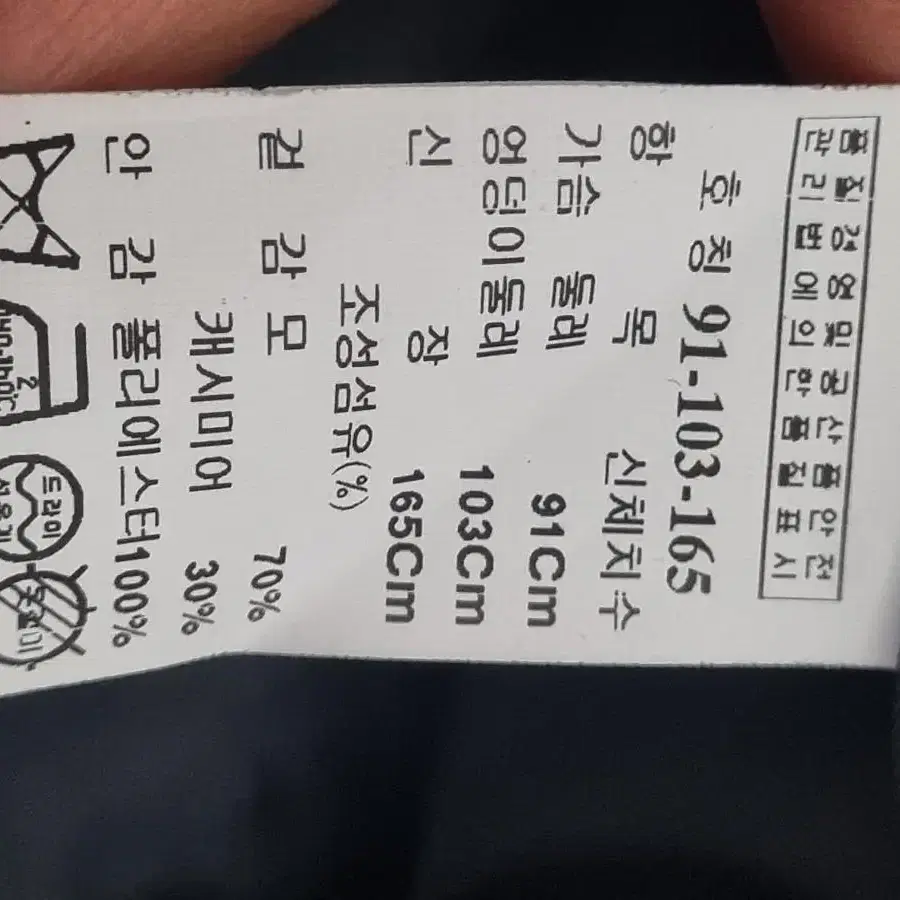 품질경영및공산품안전
관리법에의한품질표시
호칭 91-103-165
항 목 신체치수
가슴 둘레 91Cm
엉덩이둘레 103Cm
신 장 165Cm
조성섬유(%)
겉 감 모 70%
캐시미어 30%
안 감 폴리에스터100%
드라이